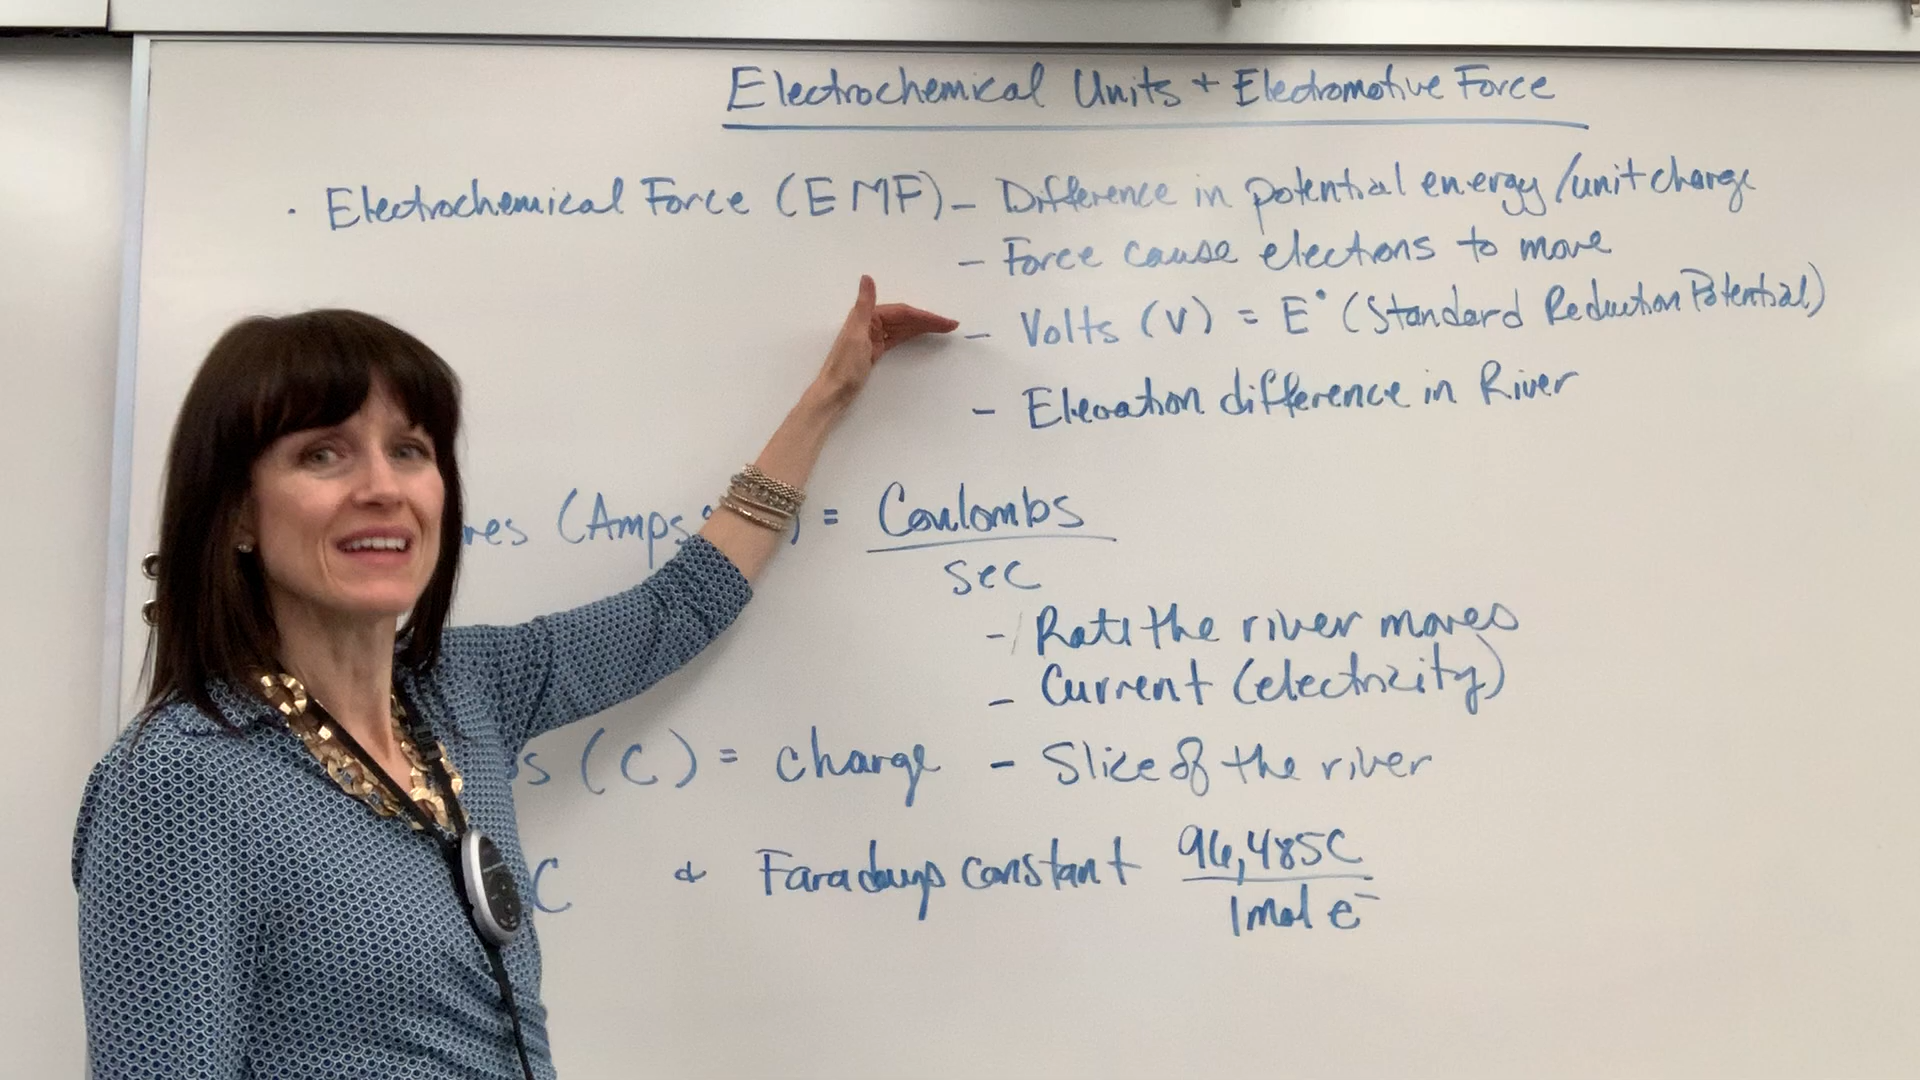 Electrochemical Units + Electromotive Force
· Electrochemical Force (EMF) - Difference in potential energy/unit charge
- Force cause electrons to move
- Volts (V) = E° (Standard Reduction Potential)
- Elevation difference in River
res (Amps ) = Coulombs
sec
- Rate the river moves
- Current (electricity)
s (C) = charge - Slice of the river
C & Faradays constant 96,485C
1mol e⁻